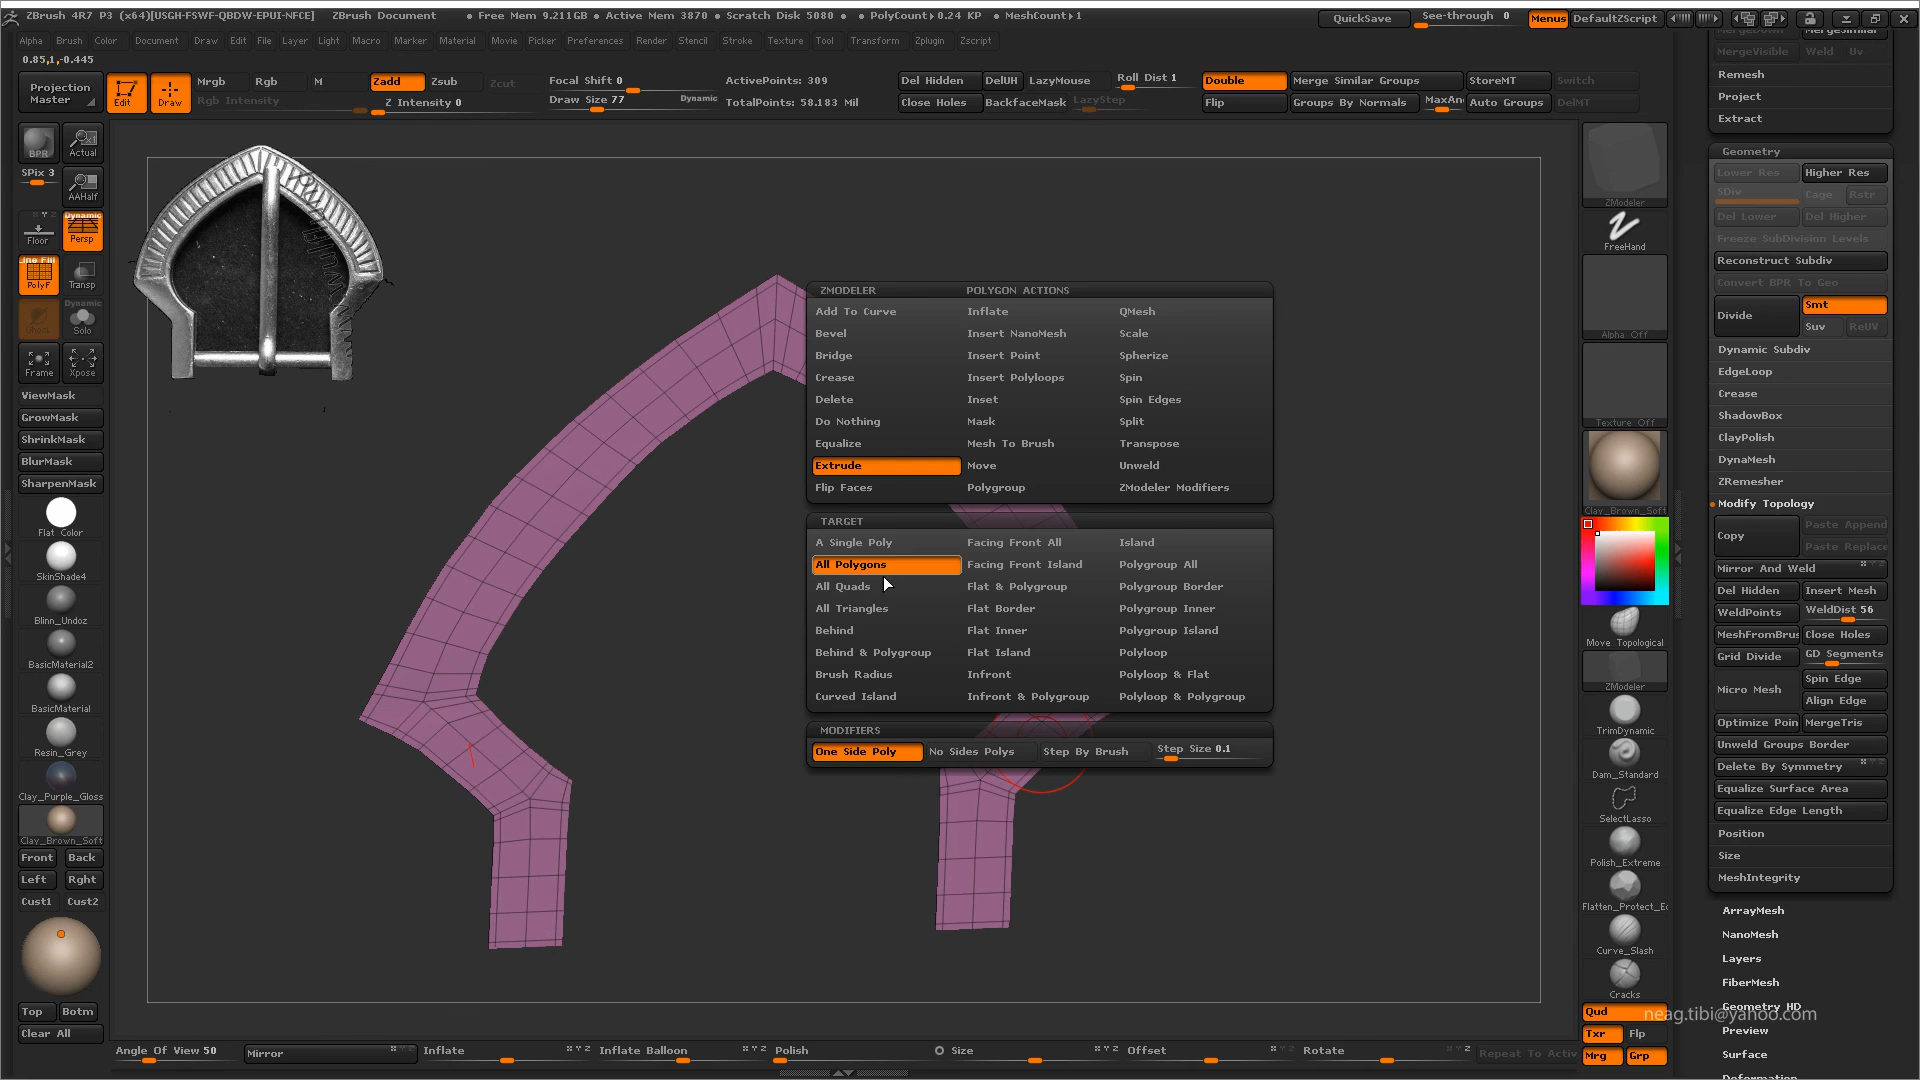 ZBrush 4R7 P3 (x64)[USGH-FSWF-QBDW-EPUI-NFCE] ZBrush Document • Free Mem 9.211GB • Active Mem 3870 • Scratch Disk 5080 • PolyCount▸0.24 KP • MeshCount▸1 QuickSave See-through 0 Menus DefaultZScript
Alpha Brush Color Document Draw Edit File Layer Light Macro Marker Material Movie Picker Preferences Render Stencil Stroke Texture Tool Transform Zplugin Zscript
0.85,1,-0.445
Projection Master Edit Draw Mrgb Rgb M Zadd Zsub Zcut Focal Shift 0 ActivePoints: 309 Del Hidden DelUH LazyMouse Roll Dist 1 Double Merge Similar Groups StoreMT Switch
Rgb Intensity Z Intensity 0 Draw Size 77 Dynamic TotalPoints: 58.183 Mil Close Holes BackfaceMask LazyStep Flip Groups By Normals MaxAn Auto Groups DelMT
BPR Actual
SPix 3 AAHalf
Floor Dynamic Persp
Line Fill PolyF Transp
Ghost Dynamic Solo
Frame Xpose
ViewMask
GrowMask
ShrinkMask
BlurMask
SharpenMask
Flat Color
SkinShade4
Blinn_Undoz
BasicMaterial2
BasicMaterial
Resin_Grey
Clay_Purple_Gloss
Clay_Brown_Soft
Front Back
Left Rght
Cust1 Cust2
Top Botm
Clear All
ZMODELER POLYGON ACTIONS
Add To Curve Inflate QMesh
Bevel Insert NanoMesh Scale
Bridge Insert Point Spherize
Crease Insert Polyloops Spin
Delete Inset Spin Edges
Do Nothing Mask Split
Equalize Mesh To Brush Transpose
Extrude Move Unweld
Flip Faces Polygroup ZModeler Modifiers
TARGET
A Single Poly Facing Front All Island
All Polygons Facing Front Island Polygroup All
All Quads Flat & Polygroup Polygroup Border
All Triangles Flat Border Polygroup Inner
Behind Flat Inner Polygroup Island
Behind & Polygroup Flat Island Polyloop
Brush Radius Infront Polyloop & Flat
Curved Island Infront & Polygroup Polyloop & Polygroup
MODIFIERS
One Side Poly No Sides Polys Step By Brush Step Size 0.1
ZModeler
FreeHand
Alpha Off
Texture Off
Clay_Brown_Soft
Move Topological
ZModeler
TrimDynamic
Dam_Standard
SelectLasso
Polish_Extreme
Flatten_Protect_Ec
Curve_Slash
Cracks
Qud
Txr Flp
Mrg Grp
MergeDown MergeSimilar
MergeVisible Weld Uv
Remesh
Project
Extract
Geometry
Lower Res Higher Res
SDiv Cage Rstr
Del Lower Del Higher
Freeze SubDivision Levels
Reconstruct Subdiv
Convert BPR To Geo
Divide Smt
Suv ReUV
Dynamic Subdiv
EdgeLoop
Crease
ShadowBox
ClayPolish
DynaMesh
ZRemesher
Modify Topology
Copy Paste Append
Paste Replace
Mirror And Weld
Del Hidden Insert Mesh
WeldPoints WeldDist 56
MeshFromBrus Close Holes
Grid Divide GD Segments
Micro Mesh Spin Edge
Align Edge
Optimize Poin MergeTris
Unweld Groups Border
Delete By Symmetry
Equalize Surface Area
Equalize Edge Length
Position
Size
MeshIntegrity
ArrayMesh
NanoMesh
Layers
FiberMesh
Geometry HD
neag.tibi@yahoo.com
Preview
Surface
Deformation
Angle Of View 50 Mirror Inflate Inflate Balloon Polish Size Offset Rotate Repeat To Activ